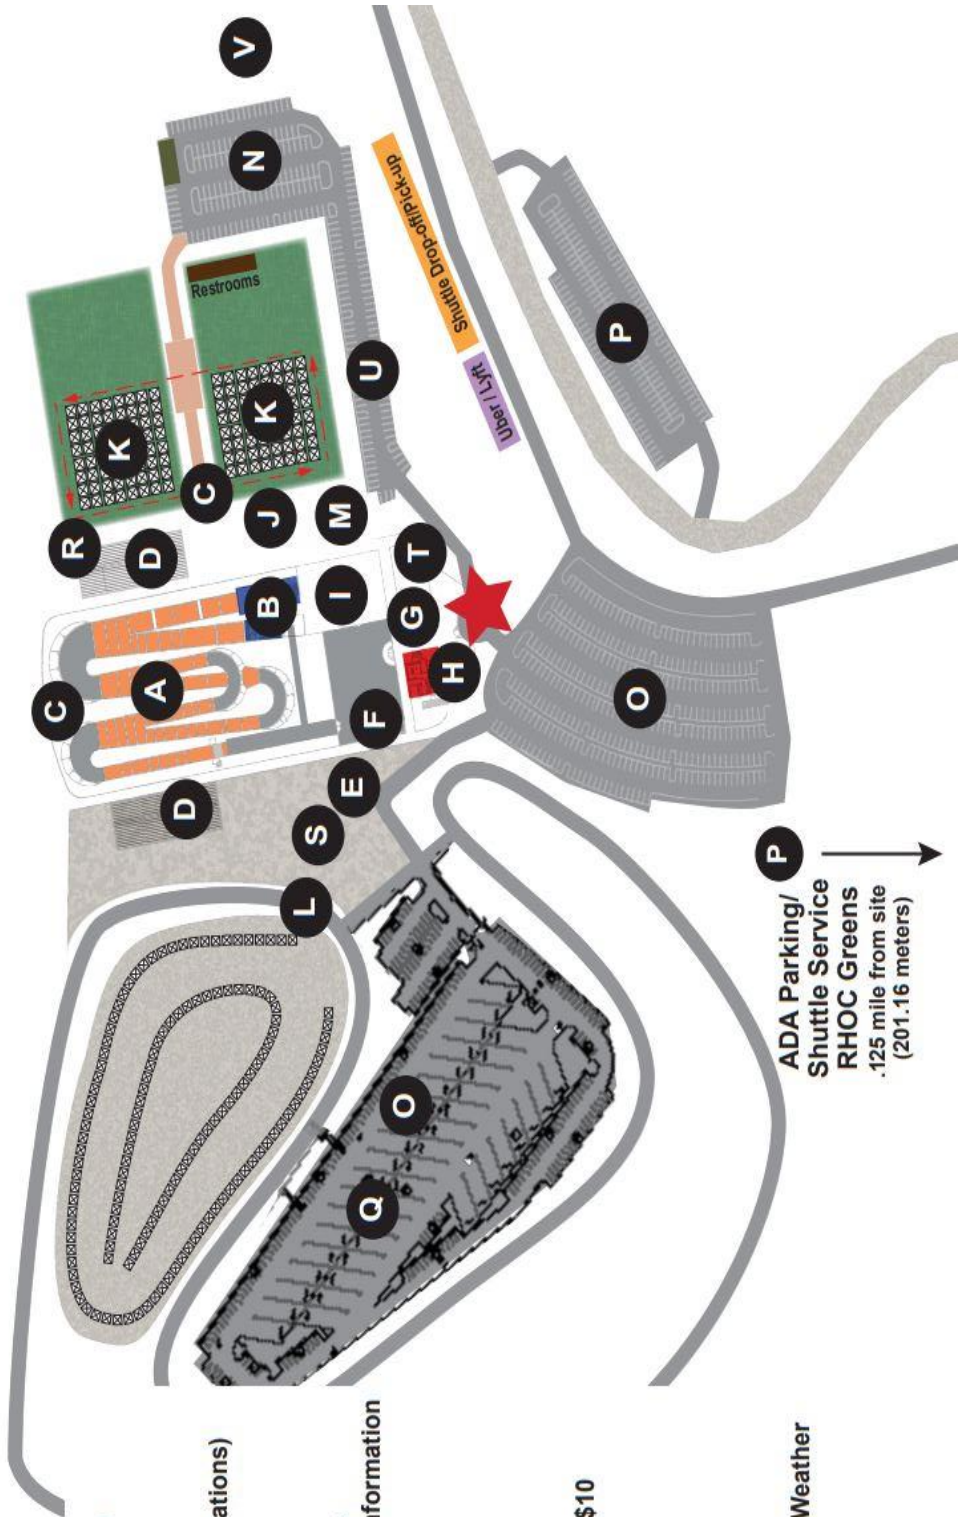 ations)
formation
$10
Weather
C
R
K
D
A
D
C
V
N
B
J
K
Restrooms
L
S
I
M
E
Q
U
F
O
G
T
Shuttle Drop-off/Pick-up
H
Uber / Lyft
P
O
P
ADA Parking/
Shuttle Service
RHOC Greens
.125 mile from site
(201.16 meters)